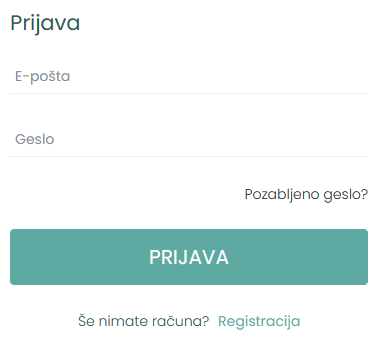 Prijava
E-pošta
Geslo
Pozabljeno geslo?
PRIJAVA
Še nimate računa? Registracija